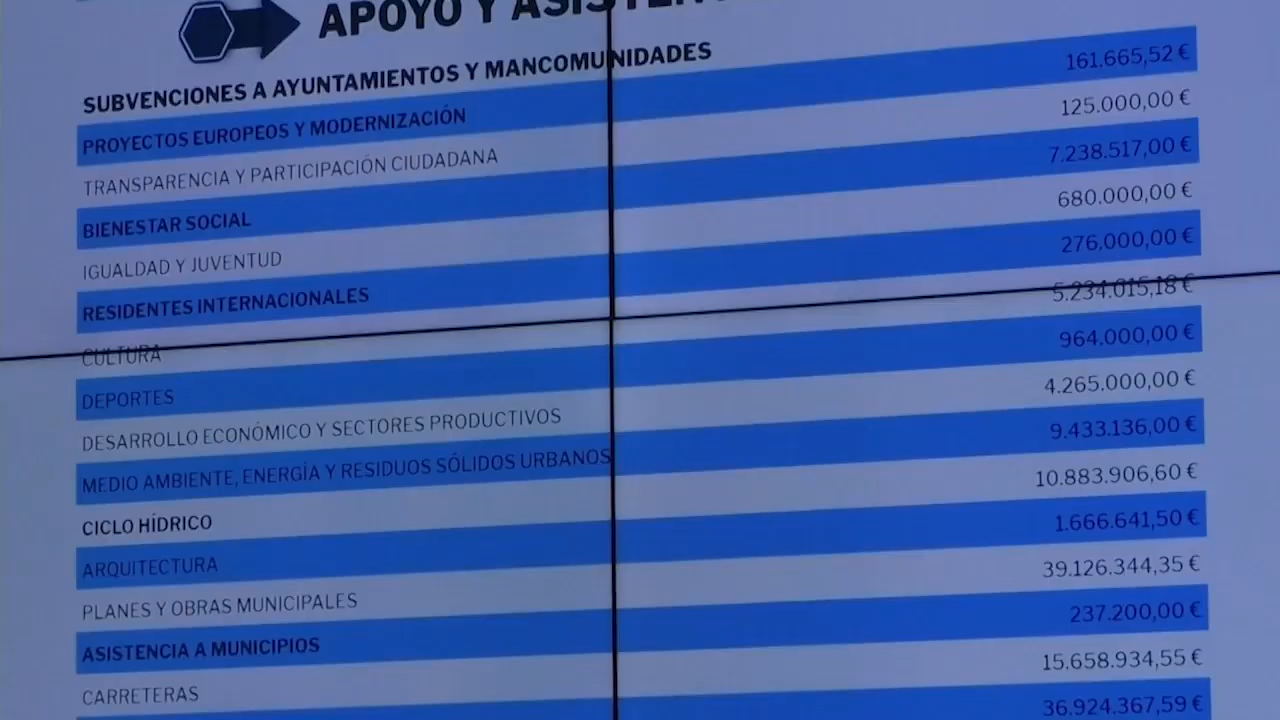 APOYO Y ASISTEN
SUBVENCIONES A AYUNTAMIENTOS Y MANCOMUNIDADES
PROYECTOS EUROPEOS Y MODERNIZACIÓN 161.665,52 €
TRANSPARENCIA Y PARTICIPACIÓN CIUDADANA 125.000,00 €
BIENESTAR SOCIAL 7.238.517,00 €
IGUALDAD Y JUVENTUD 680.000,00 €
RESIDENTES INTERNACIONALES 276.000,00 €
CULTURA 5.234.015,18 €
DEPORTES 964.000,00 €
DESARROLLO ECONÓMICO Y SECTORES PRODUCTIVOS 4.265.000,00 €
MEDIO AMBIENTE, ENERGÍA Y RESIDUOS SÓLIDOS URBANOS 9.433.136,00 €
CICLO HÍDRICO 10.883.906,60 €
ARQUITECTURA 1.666.641,50 €
PLANES Y OBRAS MUNICIPALES 39.126.344,35 €
ASISTENCIA A MUNICIPIOS 237.200,00 €
CARRETERAS 15.658.934,55 €
36.924.367,59 €